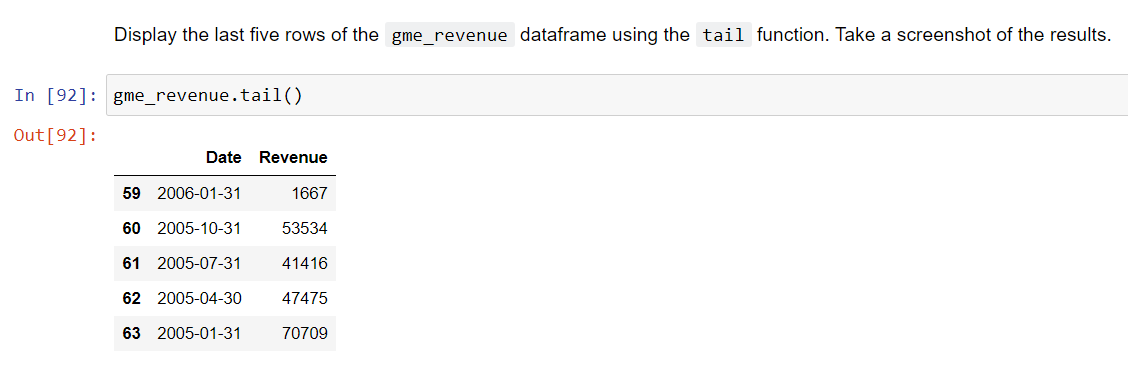 Display the last five rows of the gme_revenue dataframe using the tail function. Take a screenshot of the results.
In [92]: gme_revenue.tail()
Out[92]:
Date Revenue
59 2006-01-31 1667
60 2005-10-31 53534
61 2005-07-31 41416
62 2005-04-30 47475
63 2005-01-31 70709